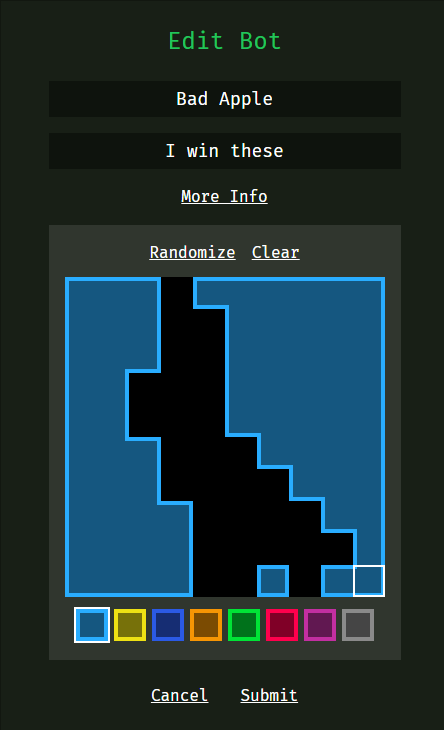 Edit Bot
Bad Apple
I win these
More Info
Randomize Clear
Cancel Submit